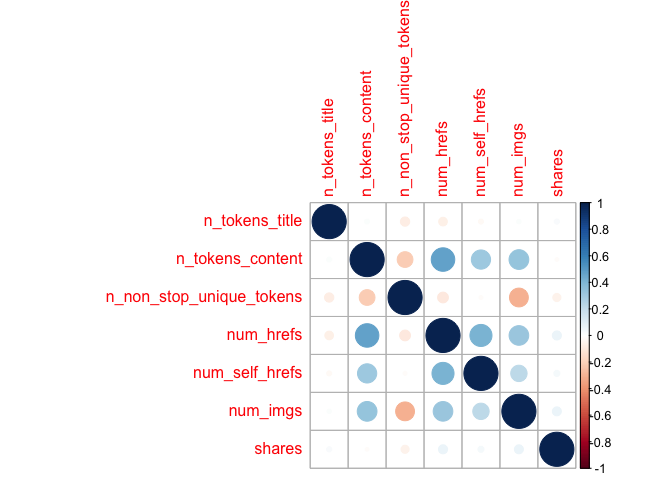 n_tokens_title
n_tokens_content
n_non_stop_unique_tokens
num_hrefs
num_self_hrefs
num_imgs
shares
n_tokens_title
n_tokens_content
n_non_stop_unique_tokens
num_hrefs
num_self_hrefs
num_imgs
shares
1
0.8
0.6
0.4
0.2
0
-0.2
-0.4
-0.6
-0.8
-1